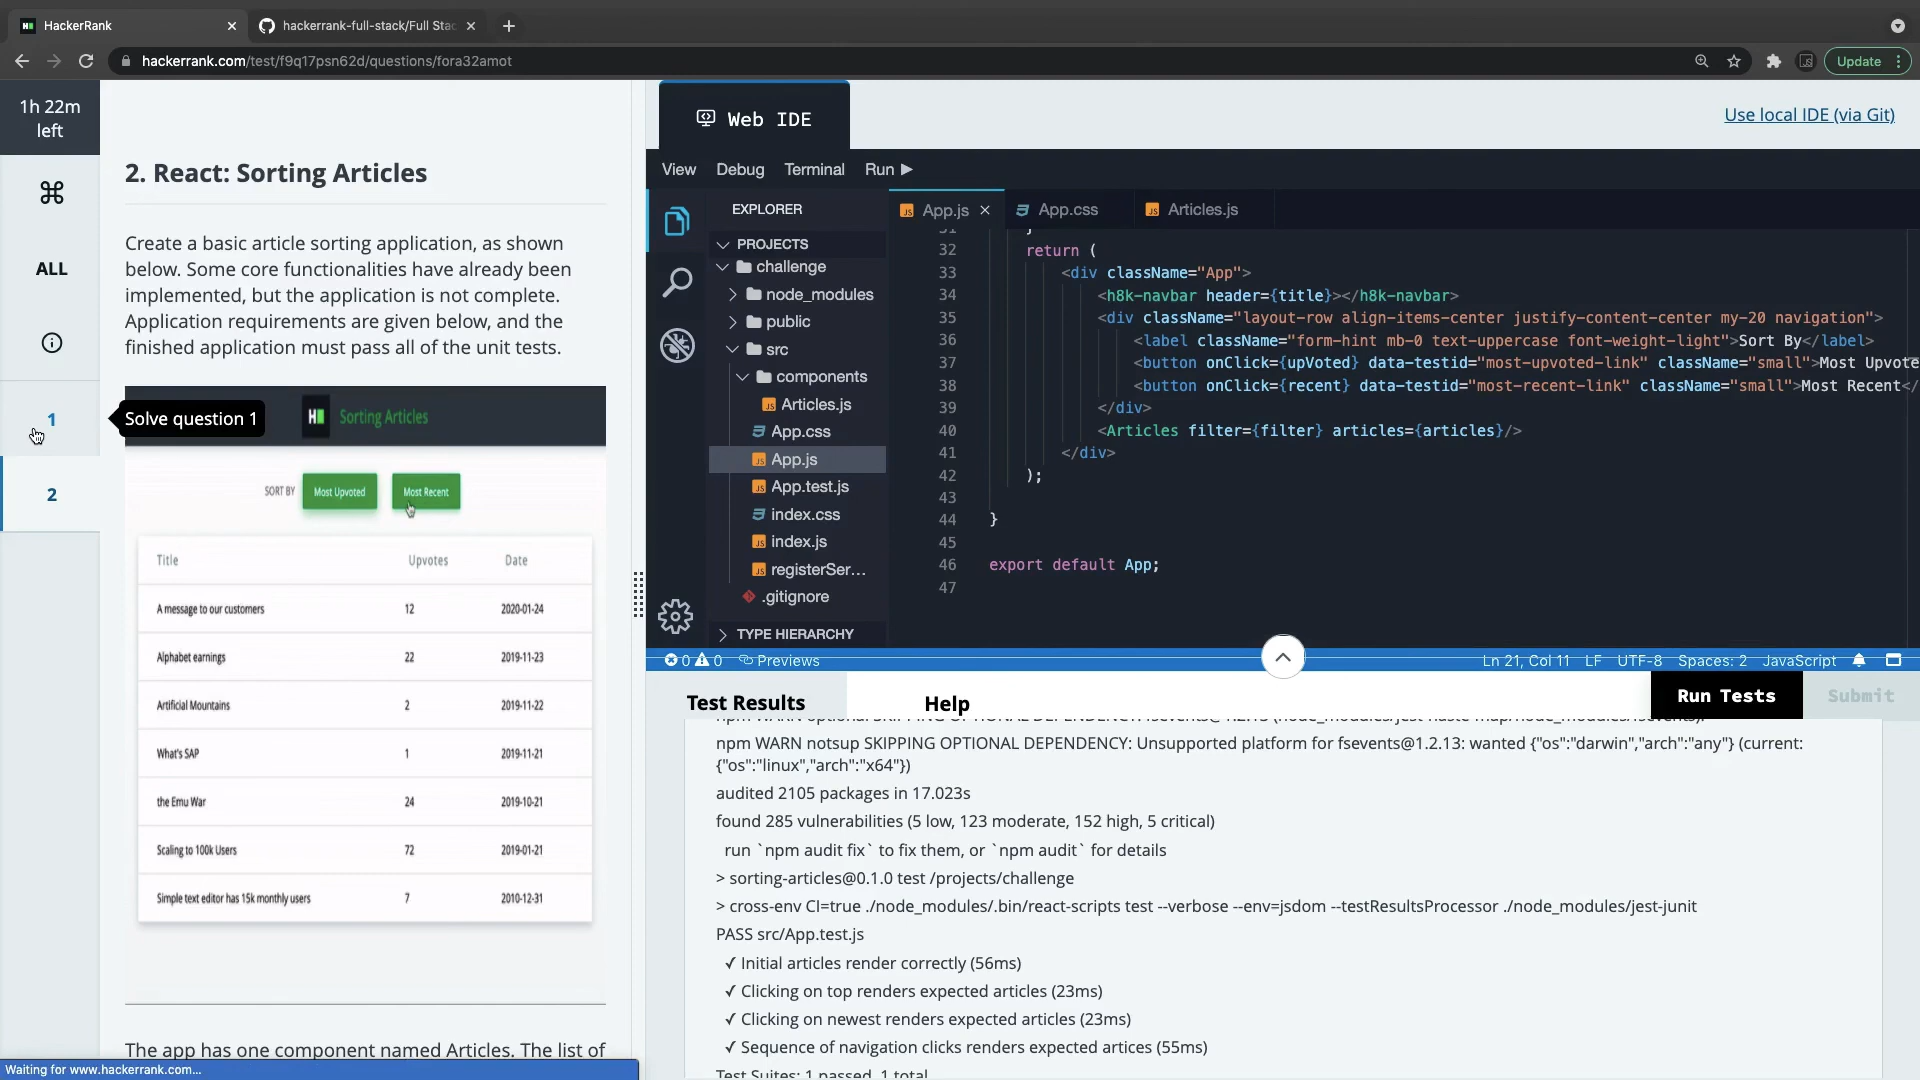 HackerRank
hackerrank-full-stack/Full Stac
hackerrank.com/test/f9q17psn62d/questions/fora32amot
Update
1h 22m
left
ALL
1
2
Solve question 1
2. React: Sorting Articles
Create a basic article sorting application, as shown
below. Some core functionalities have already been
implemented, but the application is not complete.
Application requirements are given below, and the
finished application must pass all of the unit tests.
H
Sorting Articles
SORT BY Most Upvoted Most Recent
Title Upvotes Date
A message to our customers 12 2020-01-24
Alphabet earnings 22 2019-11-23
Artificial Mountains 2 2019-11-22
What's SAP 1 2019-11-21
the Emu War 24 2019-10-21
Scaling to 100k Users 72 2019-01-21
Simple text editor has 15k monthly users 7 2010-12-31
The app has one component named Articles. The list of
Waiting for www.hackerrank.com...
Web IDE
Use local IDE (via Git)
View Debug Terminal Run
EXPLORER
PROJECTS
challenge
node_modules
public
src
components
Articles.js
App.css
App.js
App.test.js
index.css
index.js
registerSer...
.gitignore
TYPE HIERARCHY
App.js App.css Articles.js
31 }
32 return (
33 <div className="App">
34 <h8k-navbar header={title}></h8k-navbar>
35 <div className="layout-row align-items-center justify-content-center my-20 navigation">
36 <label className="form-hint mb-0 text-uppercase font-weight-light">Sort By</label>
37 <button onClick={upVoted} data-testid="most-upvoted-link" className="small">Most Upvote
38 <button onClick={recent} data-testid="most-recent-link" className="small">Most Recent</
39 </div>
40 <Articles filter={filter} articles={articles}/>
41 </div>
42 );
43
44 }
45
46 export default App;
47
0 0 Previews
Ln 21, Col 11 LF UTF-8 Spaces: 2 JavaScript
Test Results Help Run Tests Submit
npm WARN notsup SKIPPING OPTIONAL DEPENDENCY: Unsupported platform for fsevents@1.2.13: wanted {"os":"darwin","arch":"any"} (current:
{"os":"linux","arch":"x64"})
audited 2105 packages in 17.023s
found 285 vulnerabilities (5 low, 123 moderate, 152 high, 5 critical)
run `npm audit fix` to fix them, or `npm audit` for details
> sorting-articles@0.1.0 test /projects/challenge
> cross-env CI=true ./node_modules/.bin/react-scripts test --verbose --env=jsdom --testResultsProcessor ./node_modules/jest-junit
PASS src/App.test.js
✓ Initial articles render correctly (56ms)
✓ Clicking on top renders expected articles (23ms)
✓ Clicking on newest renders expected articles (23ms)
✓ Sequence of navigation clicks renders expected artices (55ms)
Test Suites: 1 passed, 1 total